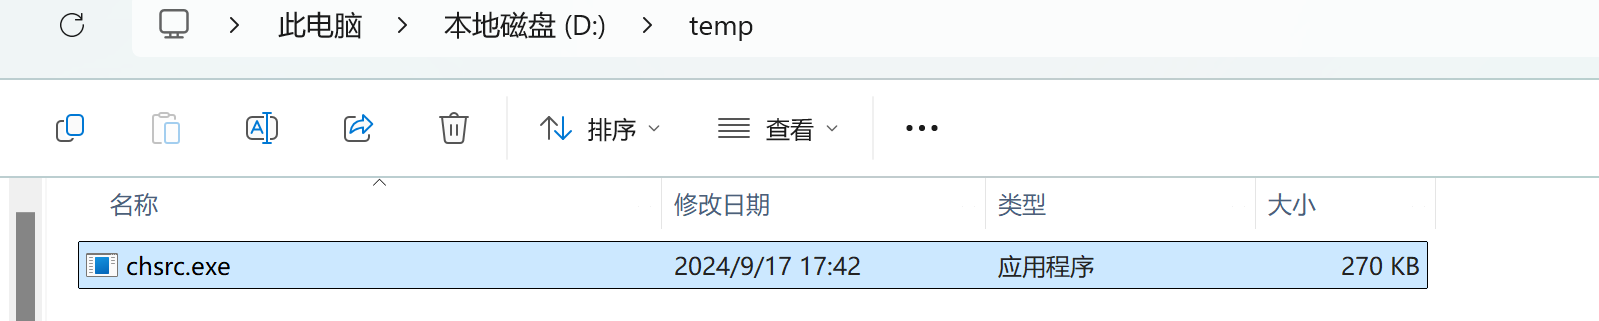 此电脑 本地磁盘 (D:) temp
排序 查看
名称 修改日期 类型 大小
chsrc.exe 2024/9/17 17:42 应用程序 270 KB